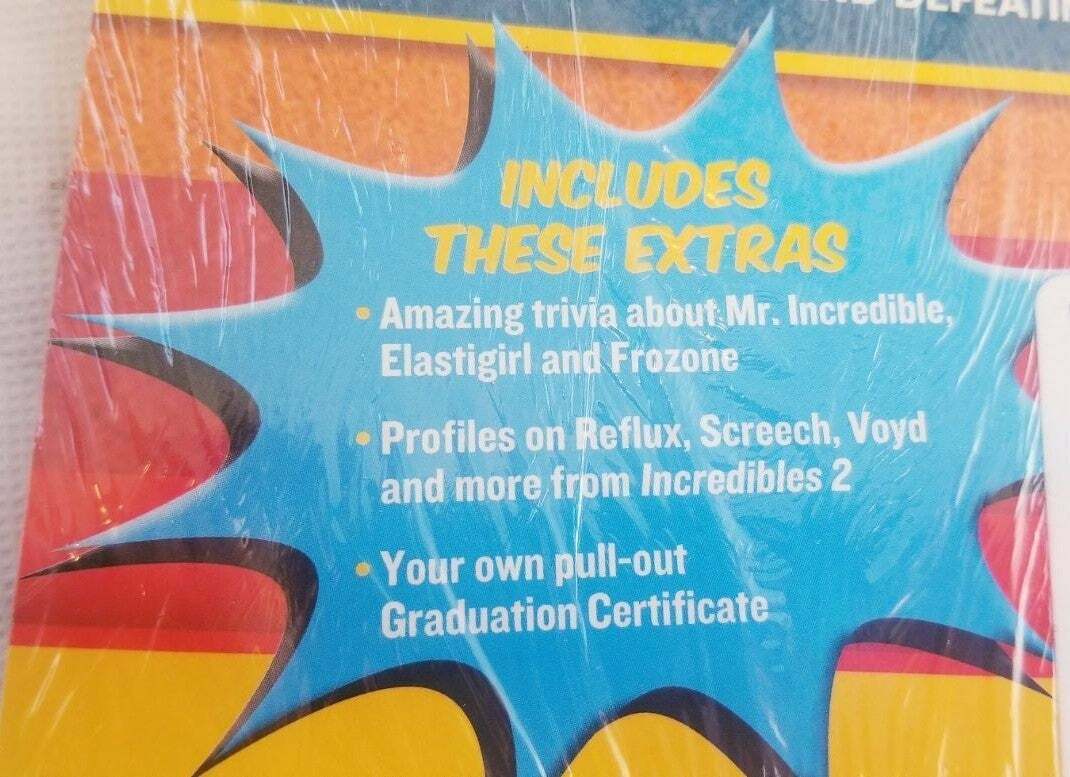 DEFEATIN
INCLUDES
THESE EXTRAS
• Amazing trivia about Mr. Incredible,
Elastigirl and Frozone
• Profiles on Reflux, Screech, Voyd
and more from Incredibles 2
• Your own pull-out
Graduation Certificate